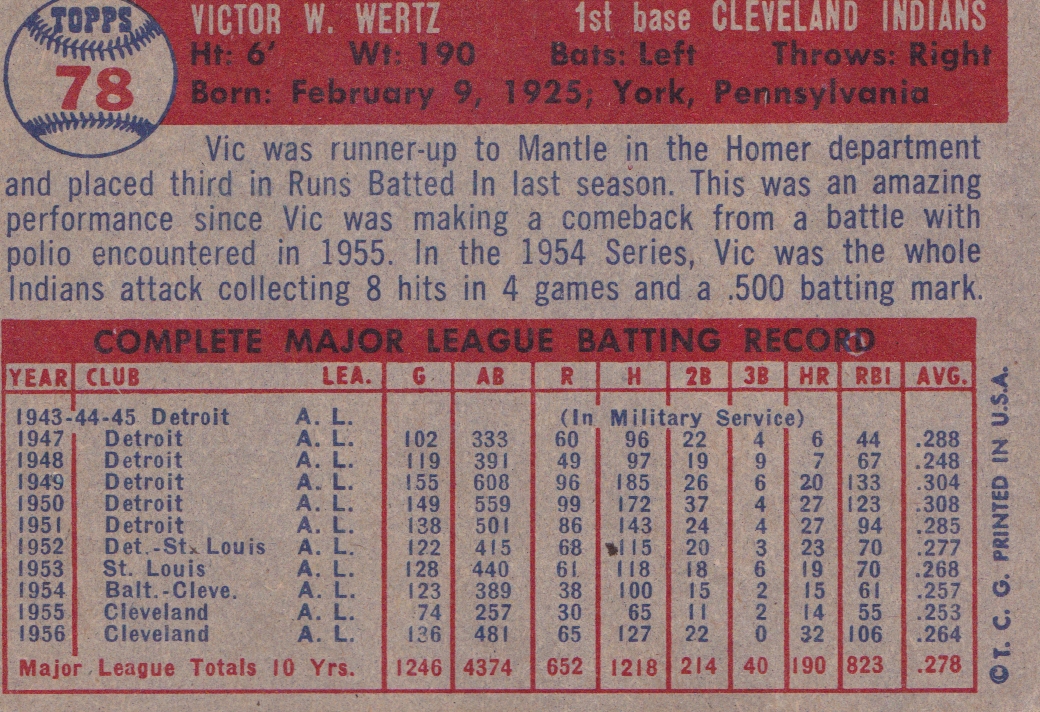 TOPPS
78
VICTOR W. WERTZ 1st base CLEVELAND INDIANS
Ht: 6' Wt: 190 Bats: Left Throws: Right
Born: February 9, 1925; York, Pennsylvania
Vic was runner-up to Mantle in the Homer department
and placed third in Runs Batted In last season. This was an amazing
performance since Vic was making a comeback from a battle with
polio encountered in 1955. In the 1954 Series, Vic was the whole
Indians attack collecting 8 hits in 4 games and a .500 batting mark.
COMPLETE MAJOR LEAGUE BATTING RECORD
YEAR CLUB LEA. G AB R H 2B 3B HR RBI AVG.
1943-44-45 Detroit A. L. (In Military Service)
1947 Detroit A. L. 102 333 60 96 22 4 6 44 .288
1948 Detroit A. L. 119 391 49 97 19 9 7 67 .248
1949 Detroit A. L. 155 608 96 185 26 6 20 133 .304
1950 Detroit A. L. 149 559 99 172 37 4 27 123 .308
1951 Detroit A. L. 138 501 86 143 24 4 27 94 .285
1952 Det.-St. Louis A. L. 122 415 68 115 20 3 23 70 .277
1953 St. Louis A. L. 128 440 61 118 18 6 19 70 .268
1954 Balt.-Cleve. A. L. 123 389 38 100 15 2 15 61 .257
1955 Cleveland A. L. 74 257 30 65 11 2 14 55 .253
1956 Cleveland A. L. 136 481 65 127 22 0 32 106 .264
Major League Totals 10 Yrs. 1246 4374 652 1218 214 40 190 823 .278
©T. C. G. PRINTED IN U.S.A.